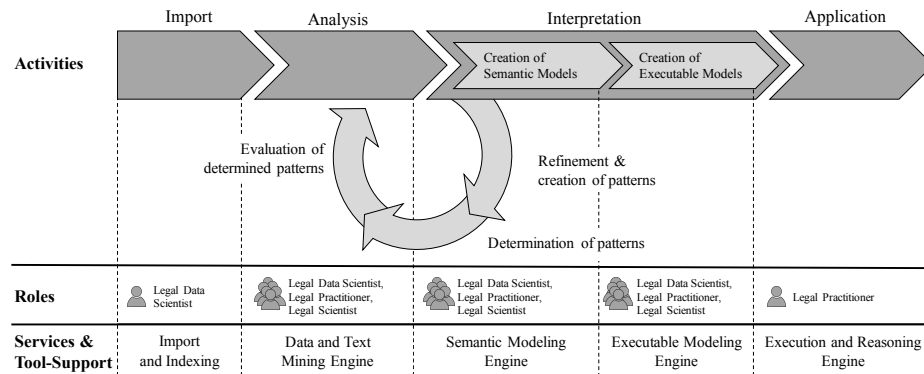 Import
Analysis
Interpretation
Application
Activities
Creation of
Semantic Models
Creation of
Executable Models
Evaluation of
determined patterns
Refinement &
creation of patterns
Determination of patterns
Roles
Legal Data
Scientist
Legal Data Scientist,
Legal Practitioner,
Legal Scientist
Legal Data Scientist,
Legal Practitioner,
Legal Scientist
Legal Data Scientist,
Legal Practitioner,
Legal Scientist
Legal Practitioner
Services &
Tool-Support
Import
and Indexing
Data and Text
Mining Engine
Semantic Modeling
Engine
Executable Modeling
Engine
Execution and Reasoning
Engine